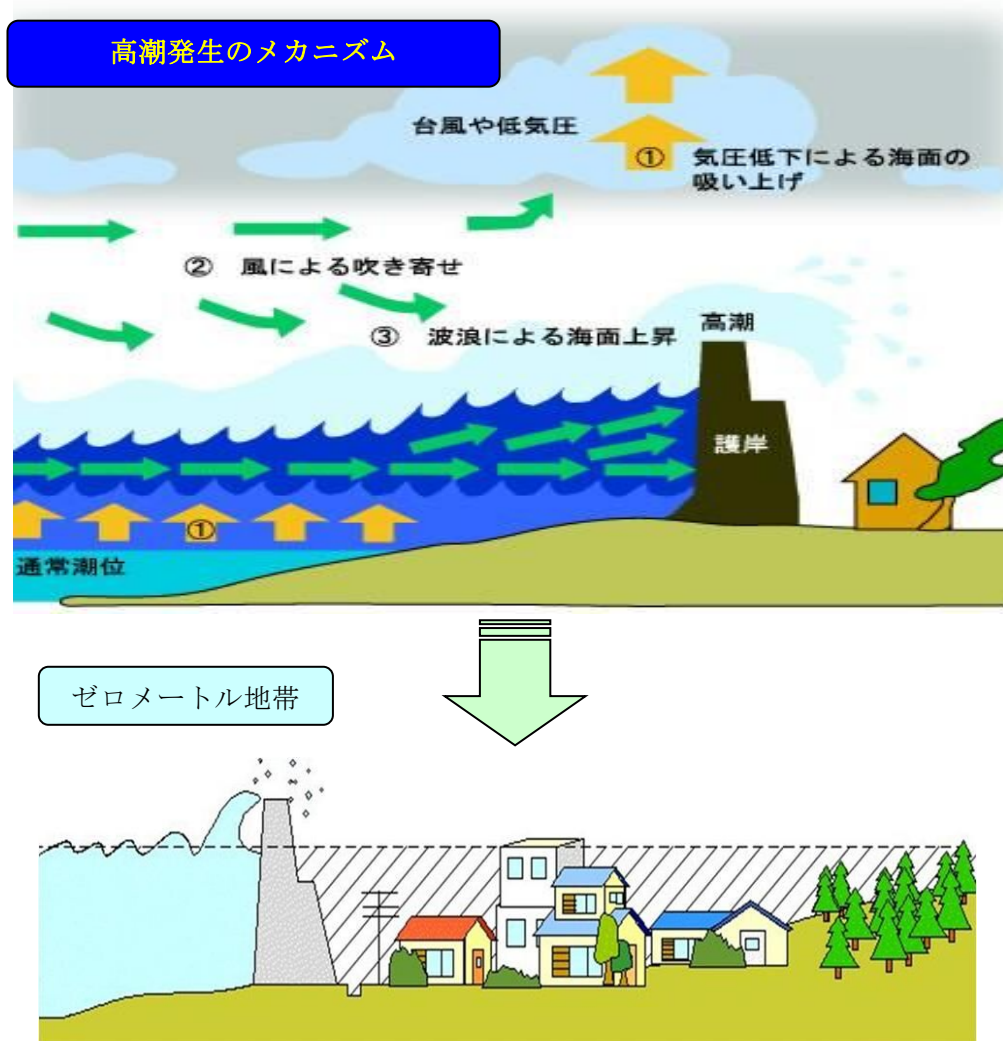 高潮発生のメカニズム
台風や低気圧
① 気圧低下による海面の
吸い上げ
② 風による吹き寄せ
③ 波浪による海面上昇
高潮
護岸
①
通常潮位
ゼロメートル地帯